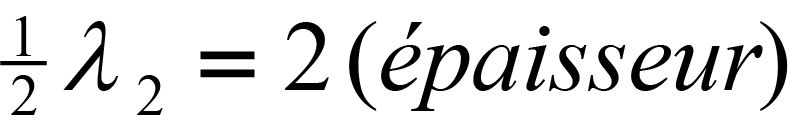 ½ λ₂ = 2 (épaisseur)